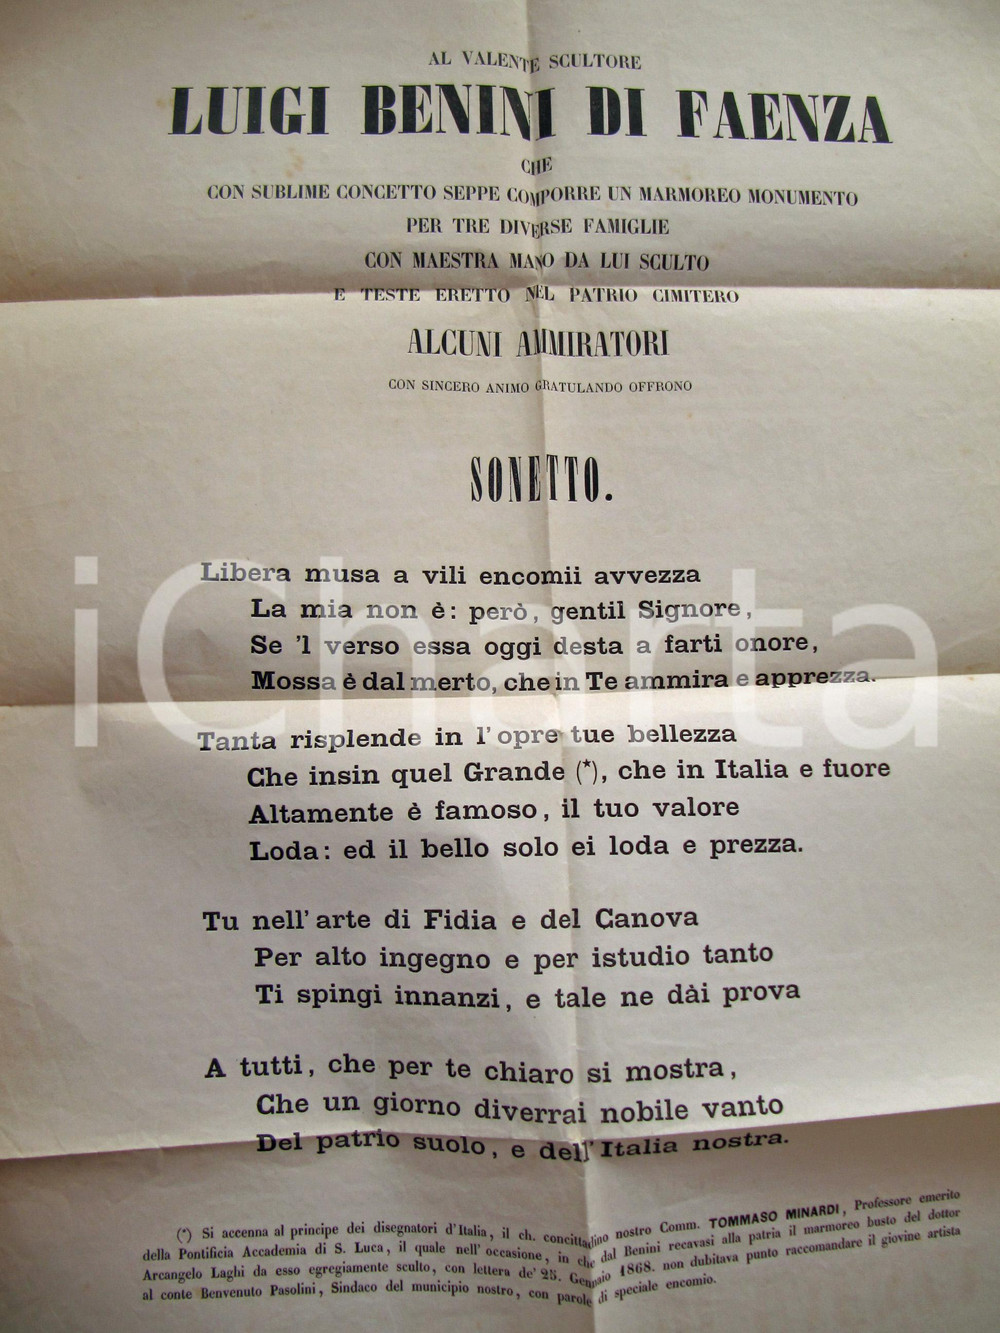 AL VALENTE SCULTORE
LUIGI BENINI DI FAENZA
CHE
CON SUBLIME CONCETTO SEPPE COMPORRE UN MARMOREO MONUMENTO
PER TRE DIVERSE FAMIGLIE
CON MAESTRA MANO DA LUI SCULTO
E TESTE ERETTO NEL PATRIO CIMITERO
ALCUNI AMMIRATORI
CON SINCERO ANIMO GRATULANDO OFFRONO
SONETTO.
Libera musa a vili encomii avvezza
La mia non è: però, gentil Signore,
Se 'l verso essa oggi desta a farti onore,
Mossa è dal merto, che in Te ammira e apprezza.
Tanta risplende in l'opre tue bellezza
Che insin quel Grande (*), che in Italia e fuore
Altamente è famoso, il tuo valore
Loda: ed il bello solo ei loda e prezza.
Tu nell'arte di Fidia e del Canova
Per alto ingegno e per istudio tanto
Ti spingi innanzi, e tale ne dài prova
A tutti, che per te chiaro si mostra,
Che un giorno diverrai nobile vanto
Del patrio suolo, e dell'Italia nostra.
(*) Si accenna al principe dei disegnatori d'Italia, il ch. concittadino nostro Comm. TOMMASO MINARDI, Professore emerito
della Pontificia Accademia di S. Luca, il quale nell'occasione, in che dal Benini recavasi alla patria il marmoreo busto del dottor
Arcangelo Laghi da esso egregiamente sculto, con lettera de' 25. Gennaio 1868. non dubitava punto raccomandare il giovine artista
al conte Benvenuto Pasolini, Sindaco del municipio nostro, con parole di speciale encomio.
iCharta